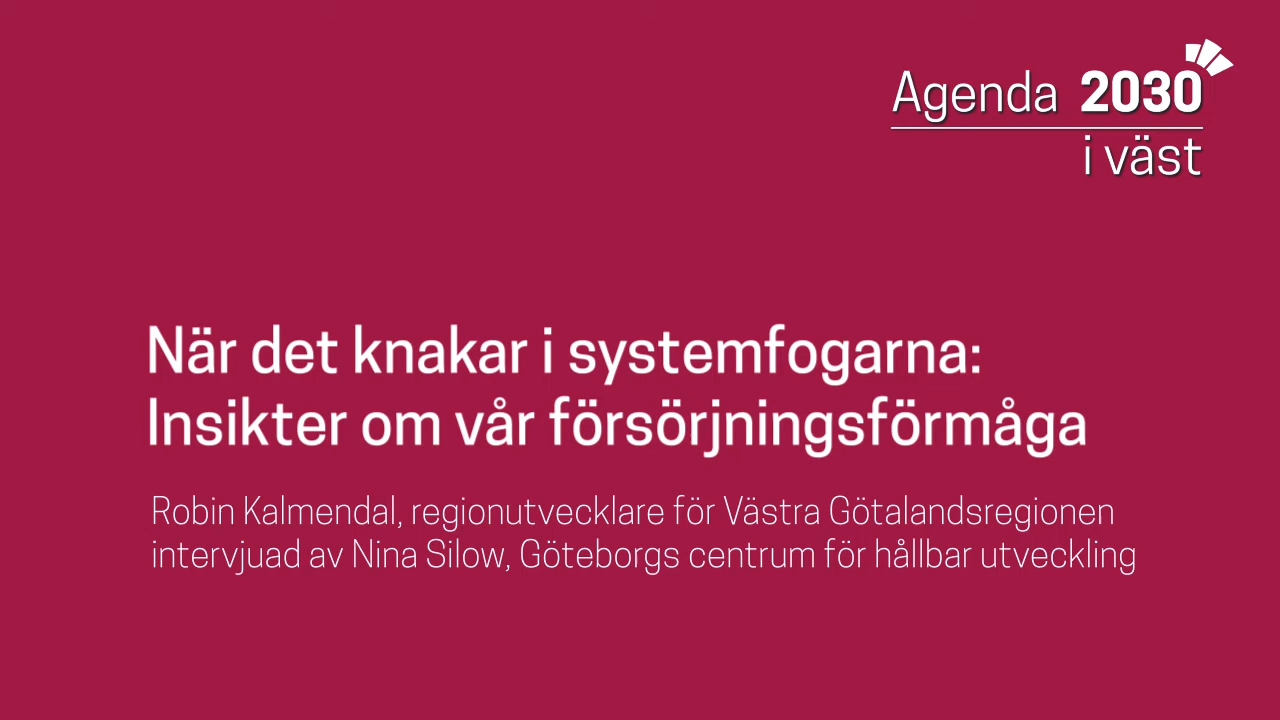 Agenda 2030
i väst
När det knakar i systemfogarna:
Insikter om vår försörjningsförmåga
Robin Kalmendal, regionutvecklare för Västra Götalandsregionen
intervjuad av Nina Silow, Göteborgs centrum för hållbar utveckling